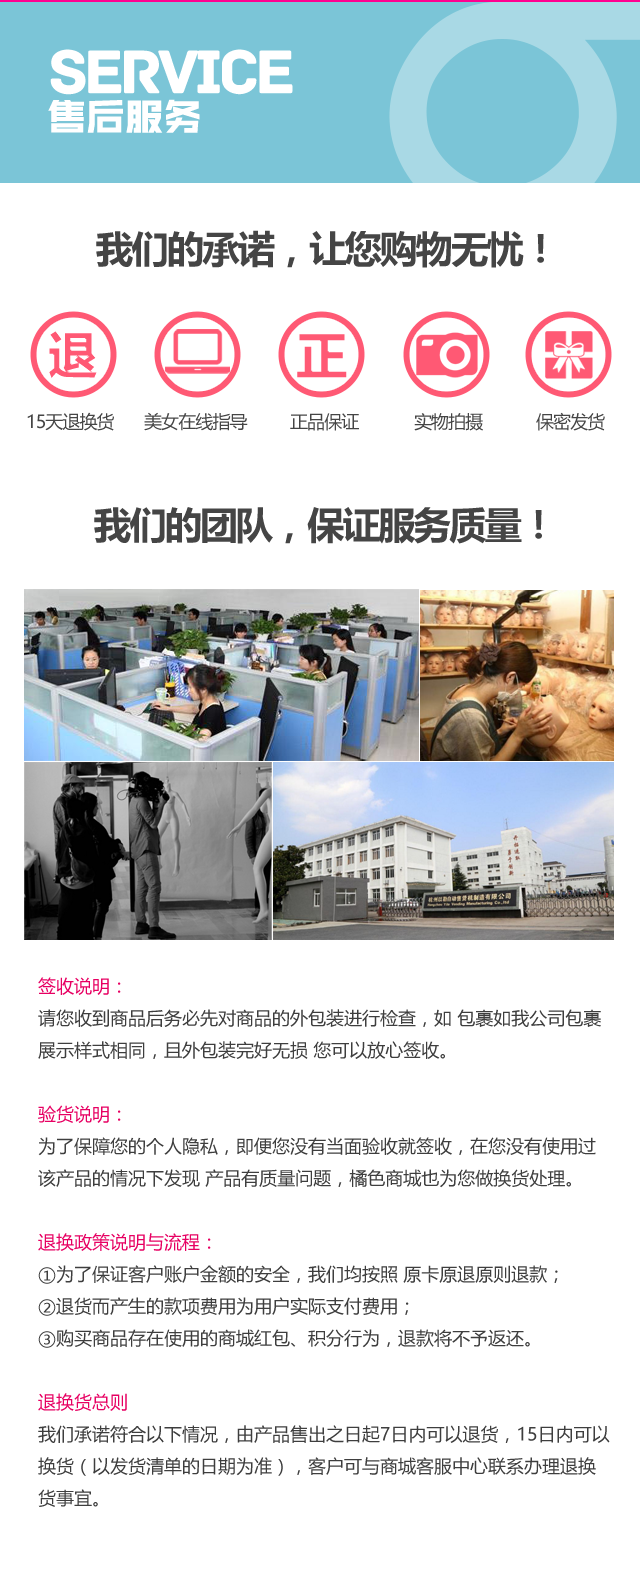 SERVICE
售后服务
我们的承诺，让您购物无忧！
退
正
15天退换货
美女在线指导
正品保证
实物拍摄
保密发货
我们的团队，保证服务质量！
签收说明：
请您收到商品后务必先对商品的外包装进行检查，如 包裹如我公司包裹
展示样式相同，且外包装完好无损 您可以放心签收。
验货说明：
为了保障您的个人隐私，即便您没有当面验收就签收，在您没有使用过
该产品的情况下发现 产品有质量问题，橘色商城也为您做换货处理。
退换政策说明与流程：
①为了保证客户账户金额的安全，我们均按照 原卡原退原则退款；
②退货而产生的款项费用为用户实际支付费用；
③购买商品存在使用的商城红包、积分行为，退款将不予返还。
退换货总则
我们承诺符合以下情况，由产品售出之日起7日内可以退货，15日内可以
换货（以发货清单的日期为准），客户可与商城客服中心联系办理退换
货事宜。